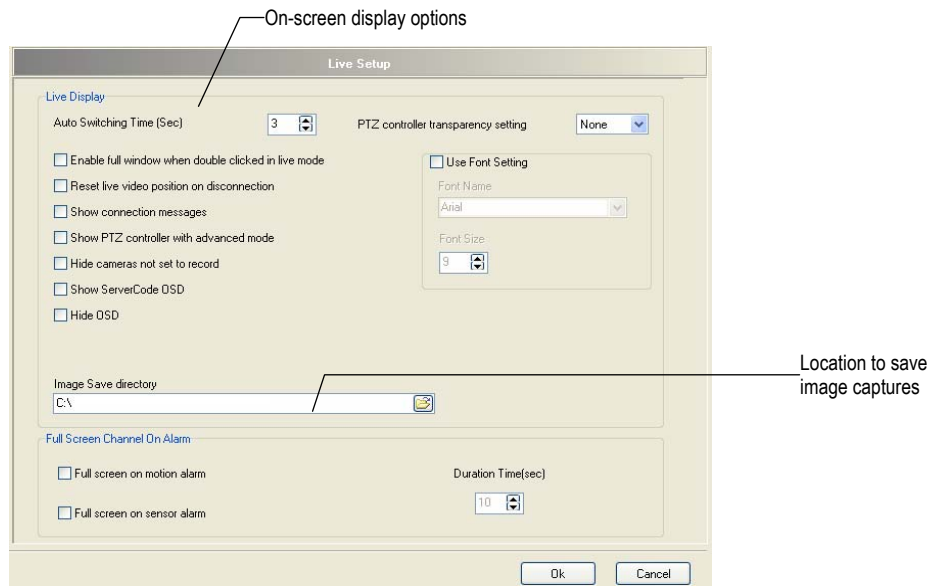 On-screen display options
Live Setup
Live Display
Auto Switching Time (Sec)
3
PTZ controller transparency setting
None
Enable full window when double clicked in live mode
Reset live video position on disconnection
Show connection messages
Show PTZ controller with advanced mode
Hide cameras not set to record
Show ServerCode OSD
Hide OSD
Use Font Setting
Font Name
Arial
Font Size
9
Image Save directory
C:\
Location to save
image captures
Full Screen Channel On Alarm
Full screen on motion alarm
Full screen on sensor alarm
Duration Time(sec)
10
Ok
Cancel